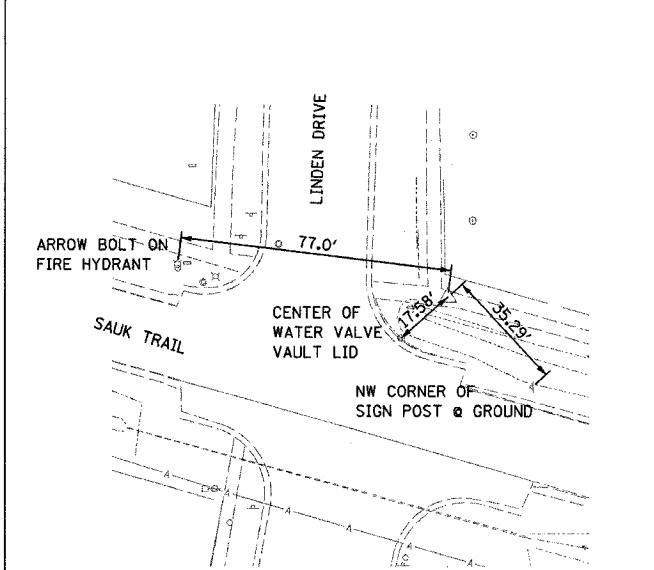 LINDEN DRIVE
77.0'
ARROW BOLT ON
FIRE HYDRANT
17.58'
35.29'
CENTER OF
WATER VALVE
VAULT LID
SAUK TRAIL
NW CORNER OF
SIGN POST @ GROUND
A
A
A
A
A